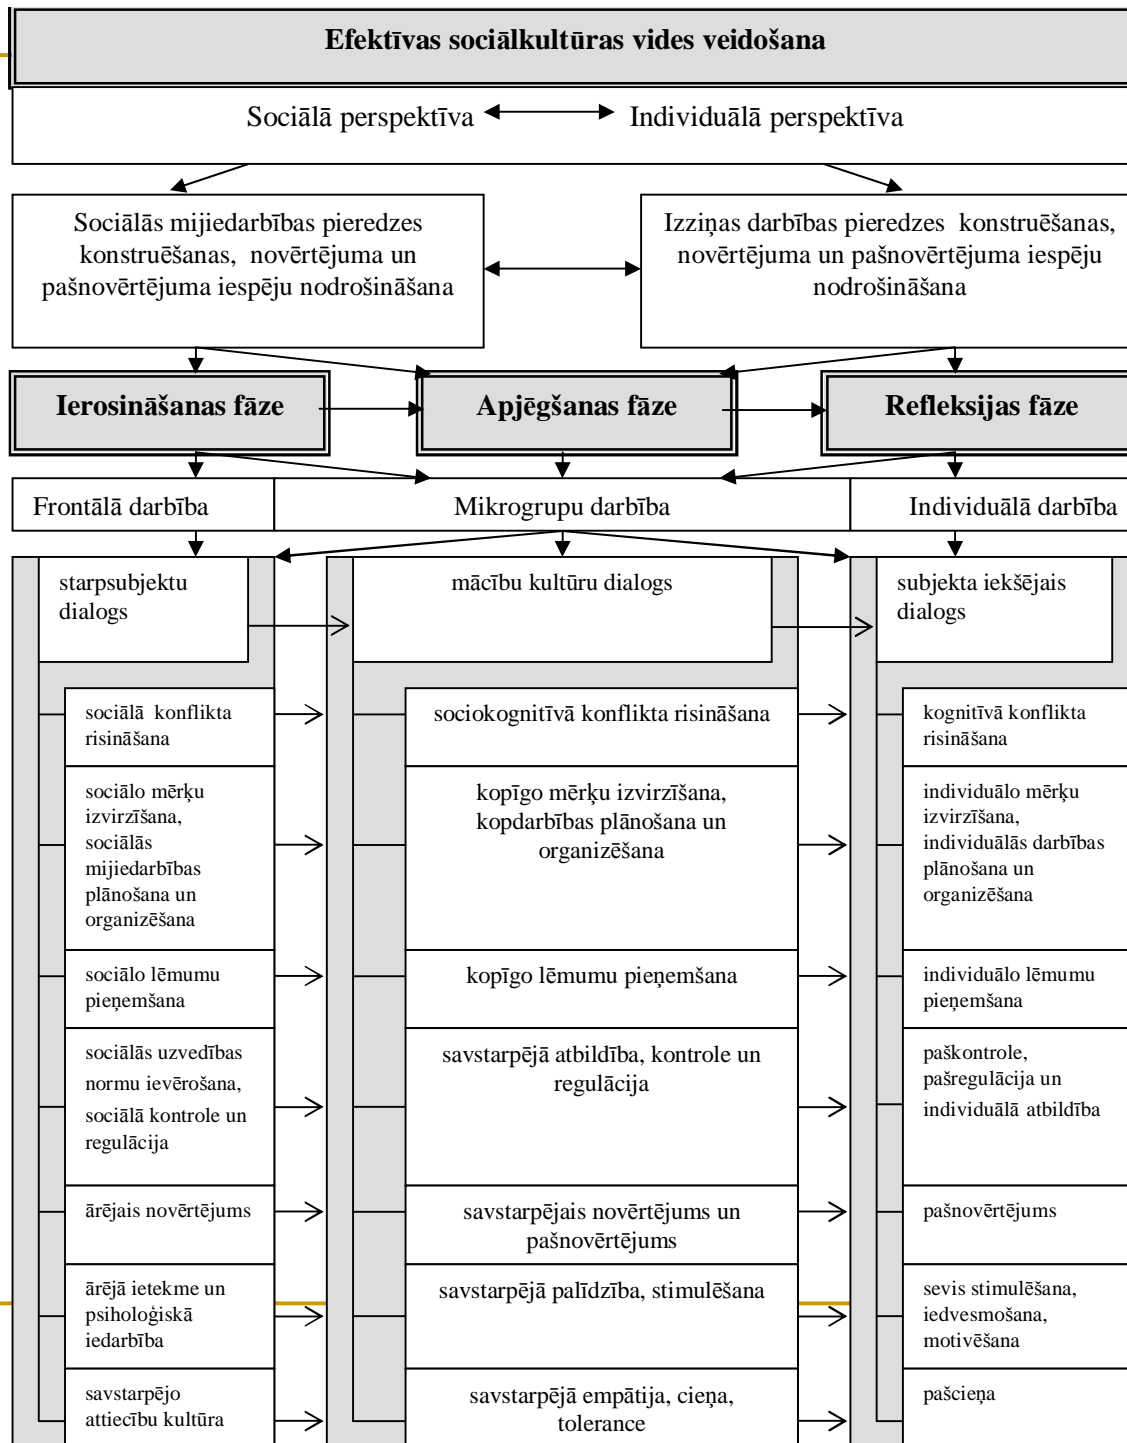 Efektīvas sociālkultūras vides veidošana
Sociālā perspektīva Individuālā perspektīva
Sociālās mijiedarbības pieredzes
konstruēšanas, novērtējuma un
pašnovērtējuma iespēju nodrošināšana
Izziņas darbības pieredzes konstruēšanas,
novērtējuma un pašnovērtējuma iespēju
nodrošināšana
Ierosināšanas fāze
Apjēgšanas fāze
Refleksijas fāze
Frontālā darbība
Mikrogrupu darbība
Individuālā darbība
starpsubjektu
dialogs
mācību kultūru dialogs
subjekta iekšējais
dialogs
sociālā konflikta
risināšana
sociokognitīvā konflikta risināšana
kognitīvā konflikta
risināšana
sociālo mērķu
izvirzīšana,
sociālās
mijiedarbības
plānošana un
organizēšana
kopīgo mērķu izvirzīšana,
kopdarbības plānošana un
organizēšana
individuālo mērķu
izvirzīšana,
individuālās darbības
plānošana un
organizēšana
sociālo lēmumu
pieņemšana
kopīgo lēmumu pieņemšana
individuālo lēmumu
pieņemšana
sociālās uzvedības
normu ievērošana,
sociālā kontrole un
regulācija
savstarpējā atbildība, kontrole un
regulācija
paškontrole,
pašregulācija un
individuālā atbildība
ārējais novērtējums
savstarpējais novērtējums un
pašnovērtējums
pašnovērtējums
ārējā ietekme un
psiholoģiskā
iedarbība
savstarpējā palīdzība, stimulēšana
sevis stimulēšana,
iedvesmošana,
motivēšana
savstarpējo
attiecību kultūra
savstarpējā empātija, cieņa,
tolerance
pašcieņa